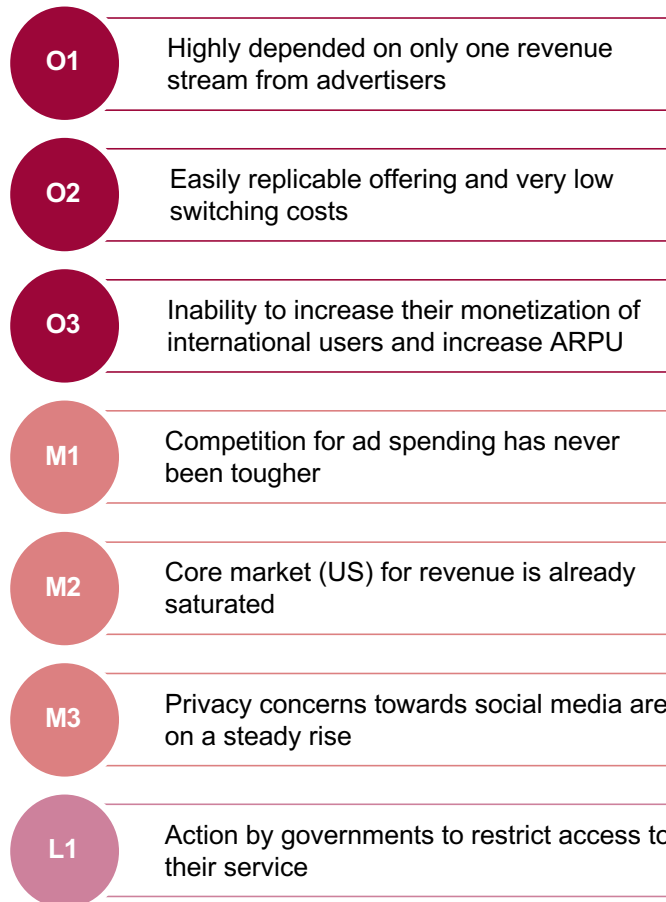 O1
Highly depended on only one revenue
stream from advertisers
O2
Easily replicable offering and very low
switching costs
O3
Inability to increase their monetization of
international users and increase ARPU
M1
Competition for ad spending has never
been tougher
M2
Core market (US) for revenue is already
saturated
M3
Privacy concerns towards social media are
on a steady rise
L1
Action by governments to restrict access to
their service